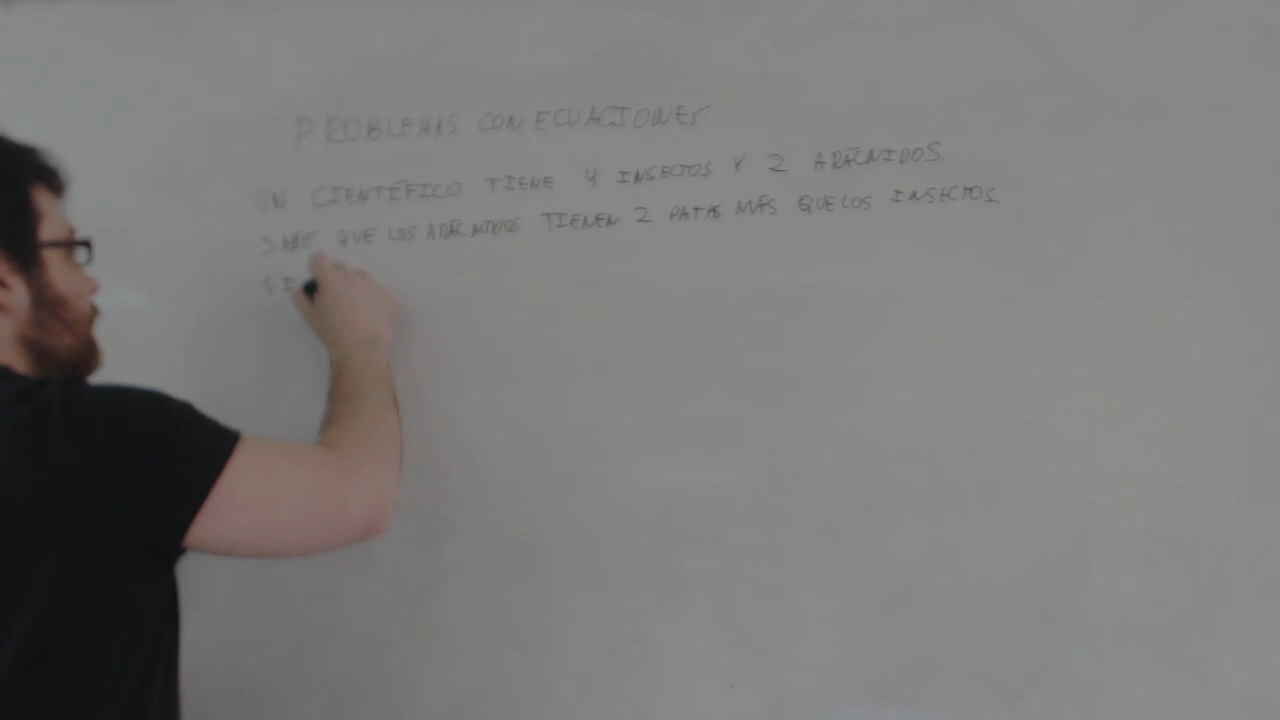 PROBLEMAS CON ECUACIONES
UN CIENTÍFICO TIENE 4 INSECTOS Y 2 ARÁCNIDOS
SABE QUE LOS ARÁCNIDOS TIENEN 2 PATAS MÁS QUE LOS INSECTOS
SI